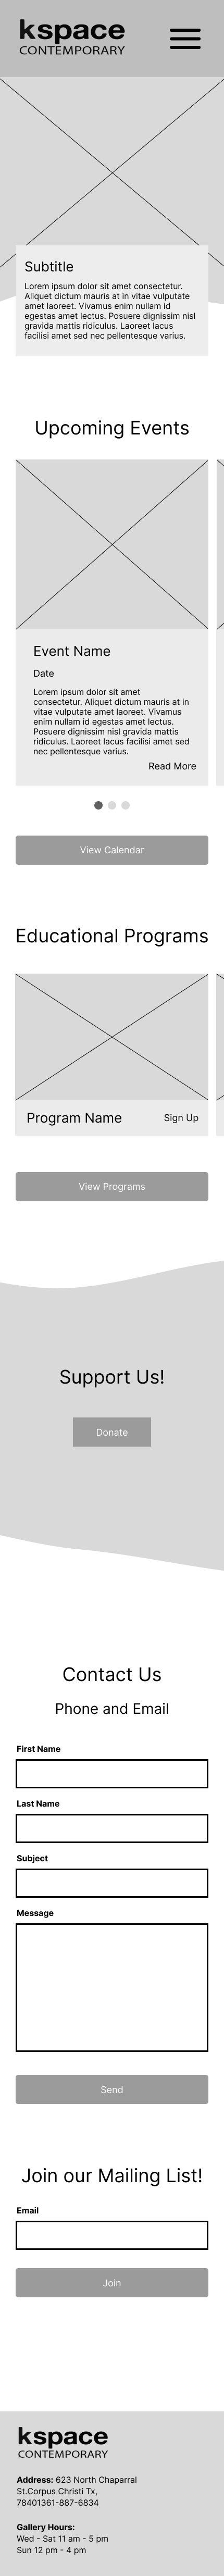 kspace
CONTEMPORARY
Subtitle
Lorem ipsum dolor sit amet consectetur.
Aliquet dictum mauris at in vitae vulputate
amet laoreet. Vivamus enim nullam id
egestas amet lectus. Posuere dignissim nisl
gravida mattis ridiculus. Laoreet lacus
facilisi amet sed nec pellentesque varius.
Upcoming Events
Event Name
Date
Lorem ipsum dolor sit amet
consectetur. Aliquet dictum mauris at in
vitae vulputate amet laoreet. Vivamus
enim nullam id egestas amet lectus.
Posuere dignissim nisl gravida mattis
ridiculus. Laoreet lacus facilisi amet sed
nec pellentesque varius.
Read More
View Calendar
Educational Programs
Program Name
Sign Up
View Programs
Support Us!
Donate
Contact Us
Phone and Email
First Name
Last Name
Subject
Message
Send
Join our Mailing List!
Email
Join
kspace
CONTEMPORARY
Address: 623 North Chaparral
St.Corpus Christi Tx,
78401361-887-6834
Gallery Hours:
Wed - Sat 11 am - 5 pm
Sun 12 pm - 4 pm